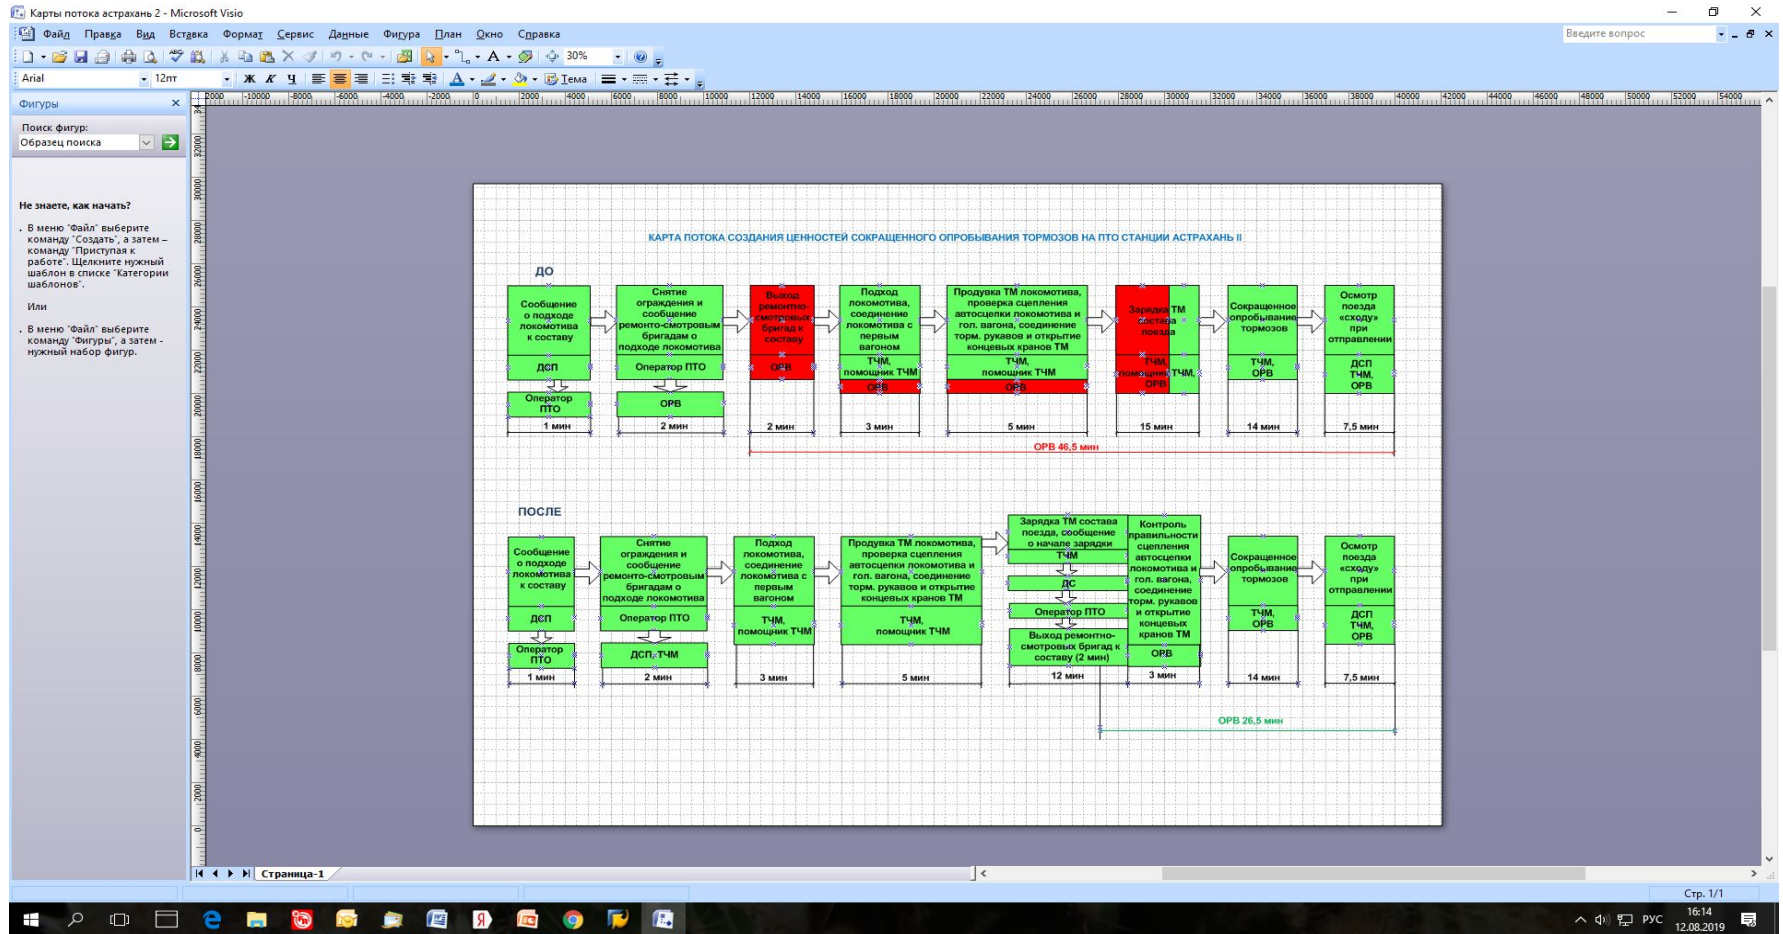 Карты потока астрахань 2 - Microsoft Visio
Файл Правка Вид Вставка Формат Сервис Данные Фигура План Окно Справка
Введите вопрос
30%
Arial
12пт
Ж К Ч
Тема
Фигуры
Поиск фигур:
Образец поиска
Не знаете, как начать?
. В меню "Файл" выберите
команду "Создать", а затем –
команду "Приступая к
работе". Щелкните нужный
шаблон в списке "Категории
шаблонов".
Или
. В меню "Файл" выберите
команду "Фигуры", а затем -
нужный набор фигур.
КАРТА ПОТОКА СОЗДАНИЯ ЦЕННОСТЕЙ СОКРАЩЕННОГО ОПРОБЫВАНИЯ ТОРМОЗОВ НА ПТО СТАНЦИИ АСТРАХАНЬ II
ДО
Сообщение
о подходе
локомотива
к составу
ДСП
Оператор
ПТО
1 мин
Снятие
ограждения и
сообщение
ремонто-смотровым
бригадам о
подходе локомотива
Оператор ПТО
ОРВ
2 мин
Выход
ремонтно-
смотровых
бригад к
составу
ОРВ
2 мин
Подход
локомотива,
соединение
локомотива с
первым
вагоном
ТЧМ,
помощник ТЧМ
ОРВ
3 мин
Продувка ТМ локомотива,
проверка сцепления
автосцепки локомотива и
гол. вагона, соединение
торм. рукавов и открытие
концевых кранов ТМ
ТЧМ,
помощник ТЧМ
ОРВ
5 мин
Зарядка ТМ
состава
поезда
ТЧМ,
помощник ТЧМ,
ОРВ
15 мин
Сокращенное
опробывание
тормозов
ТЧМ,
ОРВ
14 мин
Осмотр
поезда
«сходу»
при
отправлении
ДСП
ТЧМ,
ОРВ
7,5 мин
ОРВ 46,5 мин
ПОСЛЕ
Сообщение
о подходе
локомотива
к составу
ДСП
Оператор
ПТО
1 мин
Снятие
ограждения и
сообщение
ремонто-смотровым
бригадам о
подходе локомотива
Оператор ПТО
ДСП, ТЧМ
2 мин
Подход
локомотива,
соединение
локомотива с
первым
вагоном
ТЧМ,
помощник ТЧМ
3 мин
Продувка ТМ локомотива,
проверка сцепления
автосцепки локомотива и
гол. вагона, соединение
торм. рукавов и открытие
концевых кранов ТМ
ТЧМ,
помощник ТЧМ
5 мин
Зарядка ТМ состава
поезда, сообщение
о начале зарядки
ТЧМ
ДС
Оператор ПТО
Выход ремонтно-
смотровых бригад к
составу (2 мин)
12 мин
Контроль
правильности
сцепления
автосцепки
локомотива и
гол. вагона,
соединение
торм. рукавов
и открытие
концевых
кранов ТМ
ОРВ
3 мин
Сокращенное
опробывание
тормозов
ТЧМ,
ОРВ
14 мин
Осмотр
поезда
«сходу»
при
отправлении
ДСП
ТЧМ,
ОРВ
7,5 мин
ОРВ 26,5 мин
Страница-1
Стр. 1/1
РУС
16:14
12.08.2019